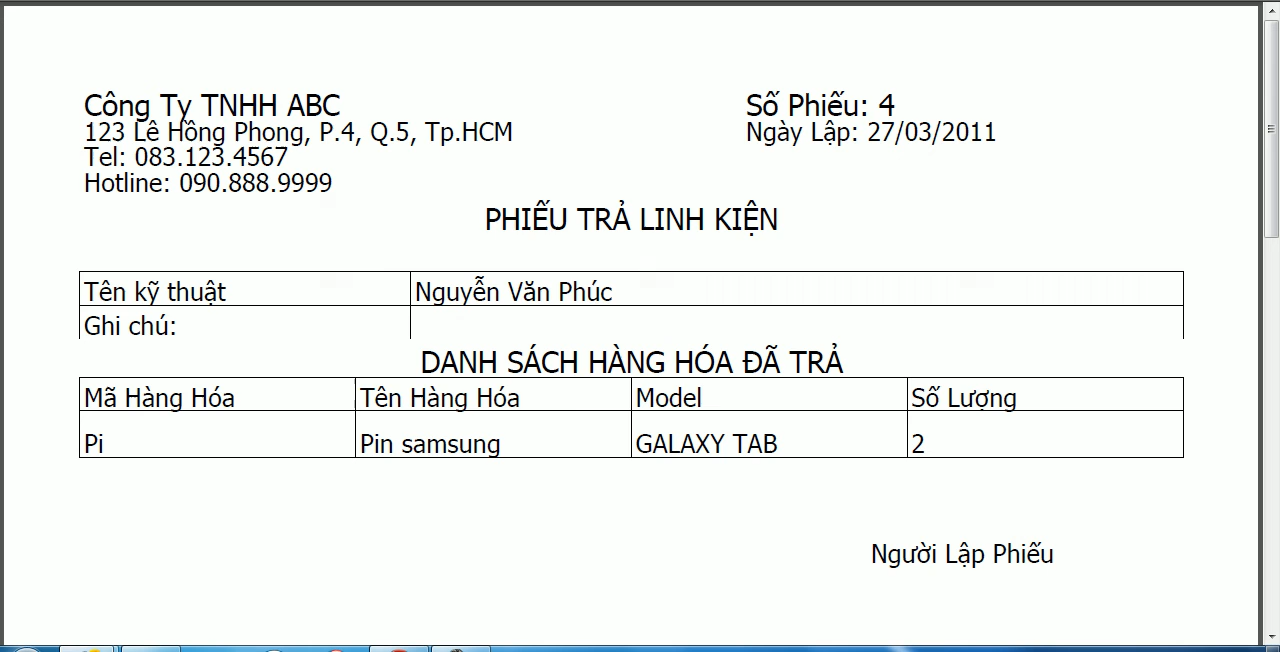 Công Ty TNHH ABC
Số Phiếu: 4
123 Lê Hồng Phong, P.4, Q.5, Tp.HCM
Ngày Lập: 27/03/2011
Tel: 083.123.4567
Hotline: 090.888.9999
PHIẾU TRẢ LINH KIỆN
Tên kỹ thuật Nguyễn Văn Phúc
Ghi chú:
DANH SÁCH HÀNG HÓA ĐÃ TRẢ
Mã Hàng Hóa Tên Hàng Hóa Model Số Lượng
Pi Pin samsung GALAXY TAB 2
Người Lập Phiếu